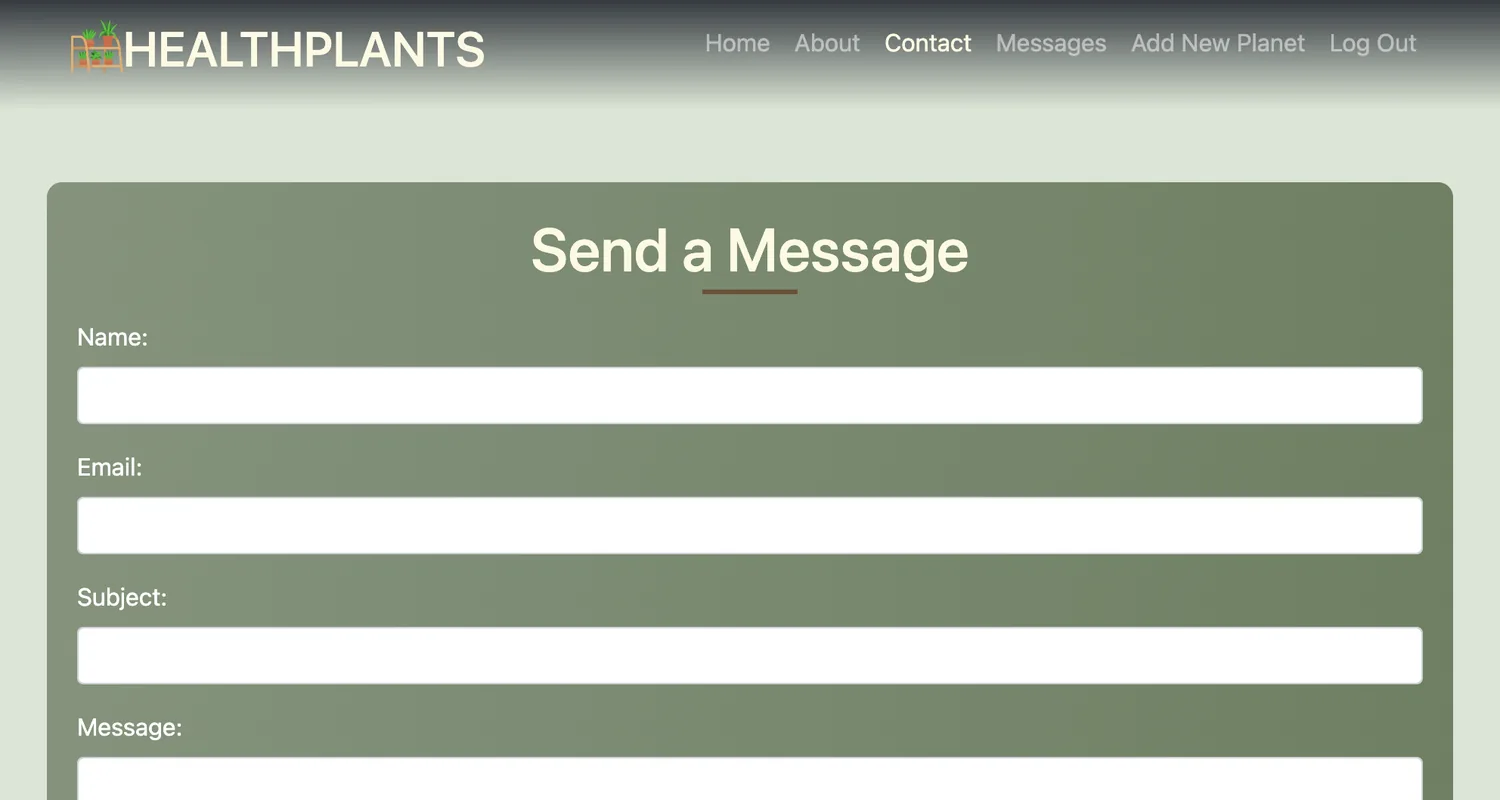 HEALTHPLANTS
Home About Contact Messages Add New Planet Log Out
Send a Message
Name:
Email:
Subject:
Message: